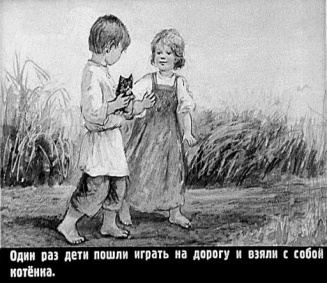 Один раз дети пошли играть на дорогу и взяли с собой
котёнка.